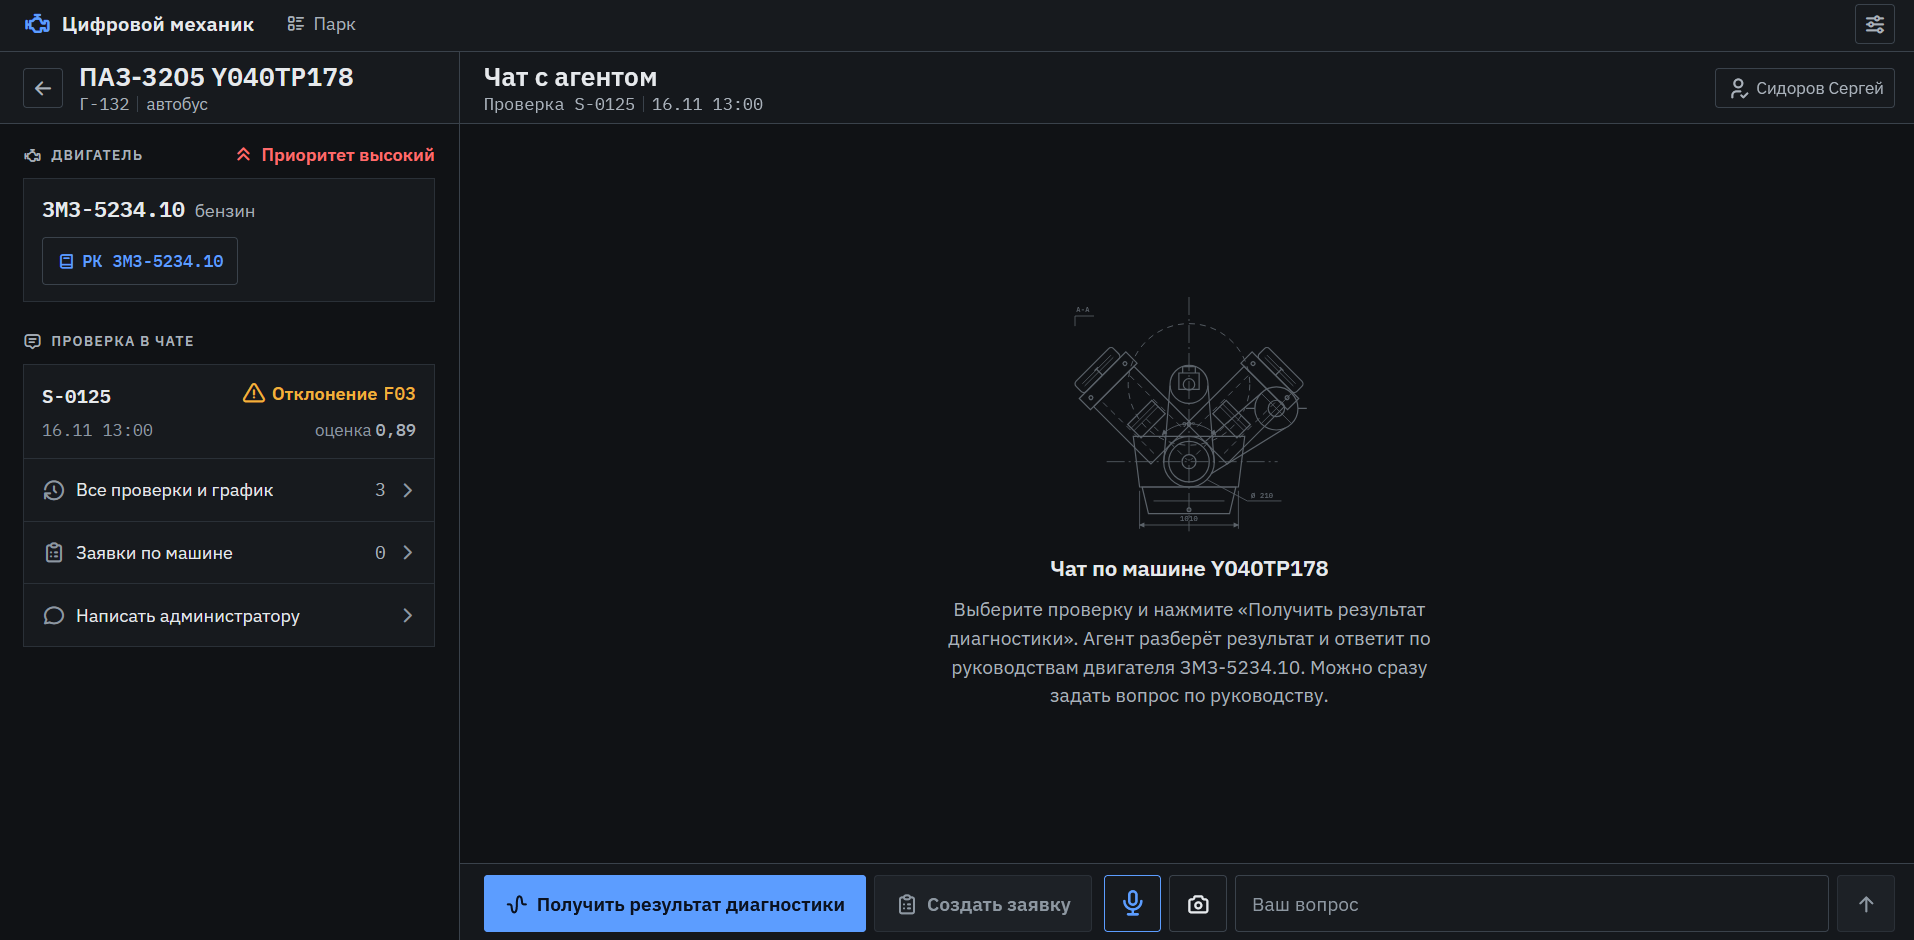 Цифровой механик
Парк
ПАЗ-3205 Y040TP178
Г-132 | автобус
Чат с агентом
Проверка S-0125 | 16.11 13:00
Сидоров Сергей
ДВИГАТЕЛЬ
Приоритет высокий
ЗМЗ-5234.10 бензин
РК ЗМЗ-5234.10
ПРОВЕРКА В ЧАТЕ
S-0125
Отклонение F03
16.11 13:00
оценка 0,89
Все проверки и график 3
Заявки по машине 0
Написать администратору
А-А
Ø 210
1010
Чат по машине Y040TP178
Выберите проверку и нажмите «Получить результат
диагностики». Агент разберёт результат и ответит по
руководствам двигателя ЗМЗ-5234.10. Можно сразу
задать вопрос по руководству.
Получить результат диагностики
Создать заявку
Ваш вопрос